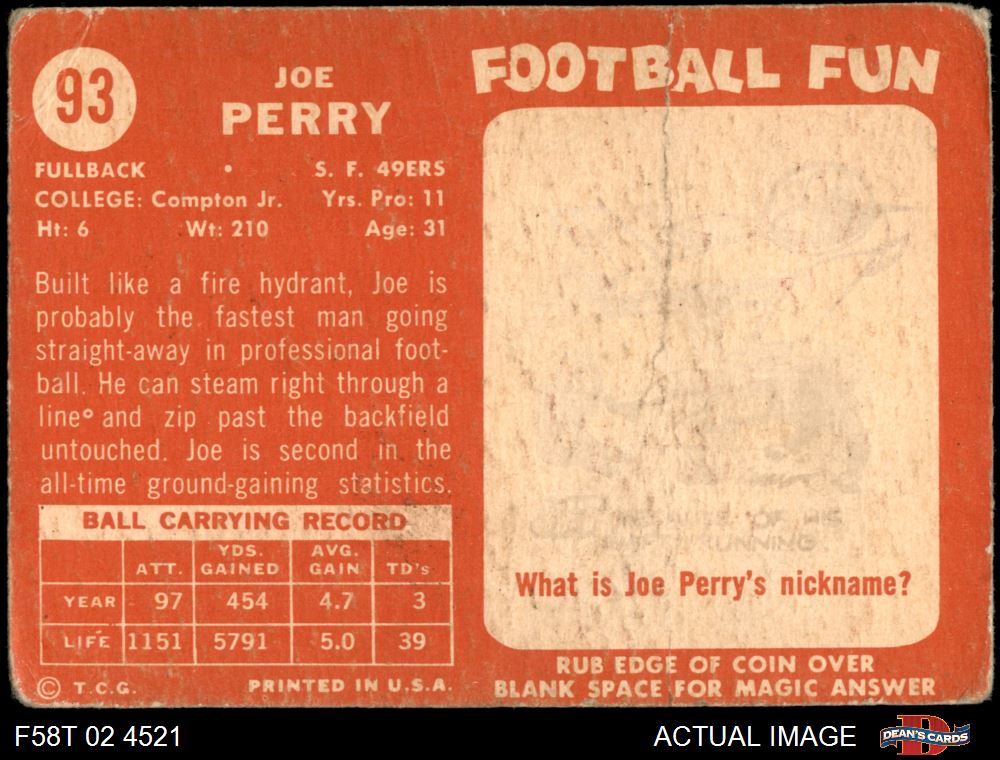 93
JOE
PERRY
FULLBACK • S. F. 49ERS
COLLEGE: Compton Jr. Yrs. Pro: 11
Ht: 6 Wt: 210 Age: 31
Built like a fire hydrant, Joe is
probably the fastest man going
straight-away in professional foot-
ball. He can steam right through a
line and zip past the backfield
untouched. Joe is second in the
all-time ground-gaining statistics.
BALL CARRYING RECORD
ATT. YDS. GAINED AVG. GAIN TD's
YEAR 97 454 4.7 3
LIFE 1151 5791 5.0 39
© T.C.G. PRINTED IN U.S.A.
FOOTBALL FUN
OF HIS
RUNNING
What is Joe Perry's nickname?
RUB EDGE OF COIN OVER
BLANK SPACE FOR MAGIC ANSWER
F58T 02 4521
ACTUAL IMAGE
DEAN'S CARDS